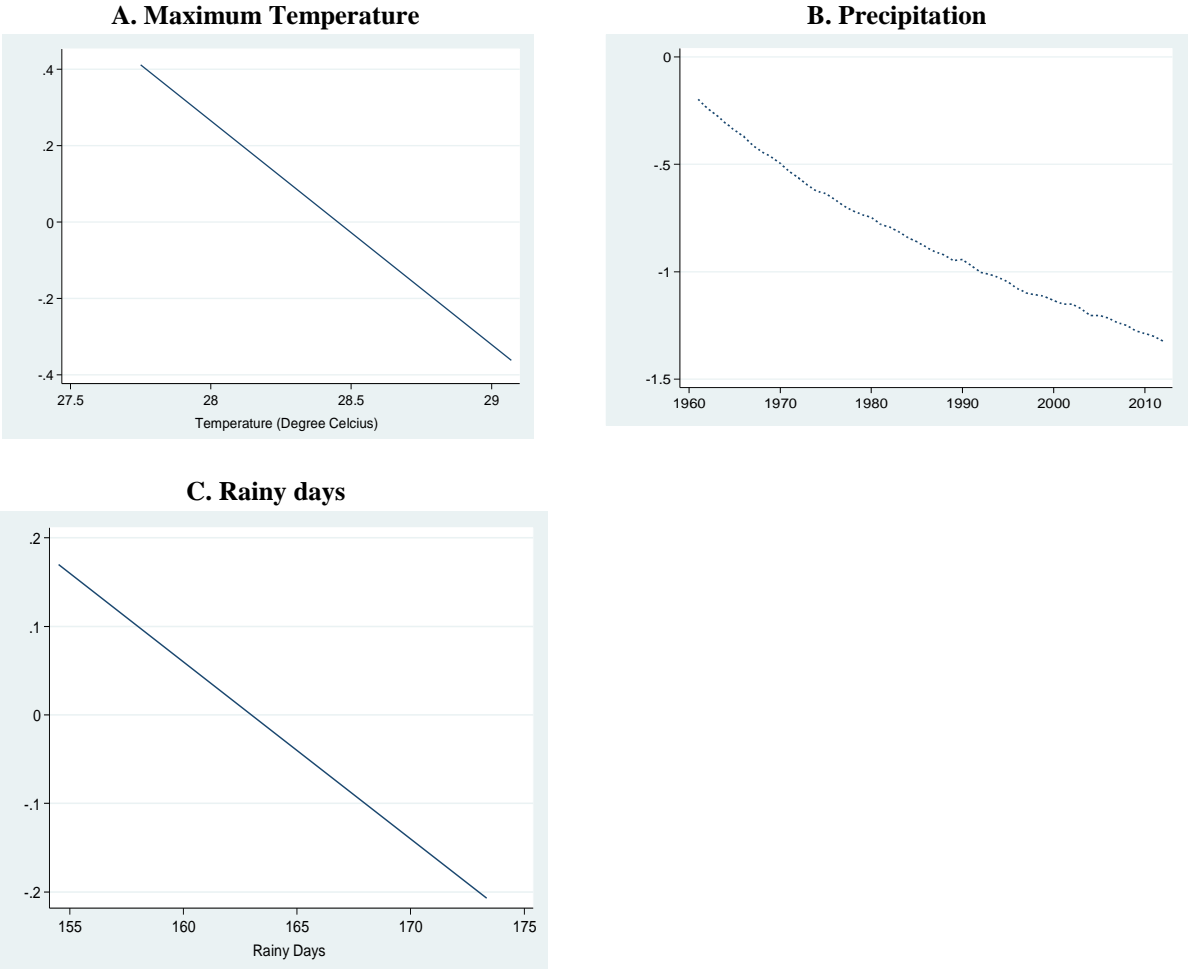 A. Maximum Temperature
.4
.2
0
-.2
-.4
27.5 28 28.5 29
Temperature (Degree Celcius)
B. Precipitation
0
-.5
-1
-1.5
1960 1970 1980 1990 2000 2010
C. Rainy days
.2
.1
0
-.1
-.2
155 160 165 170 175
Rainy Days